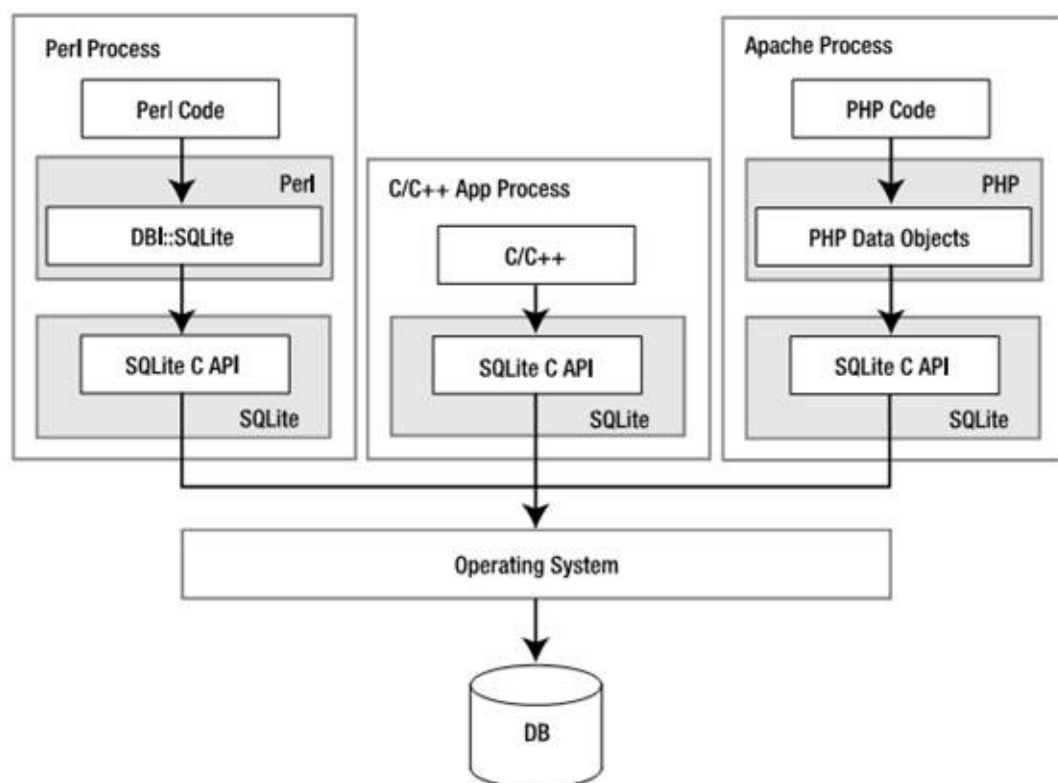 Perl Process
Perl Code
Perl
DBI::SQLite
SQLite C API
SQLite
C/C++ App Process
C/C++
SQLite C API
SQLite
Apache Process
PHP Code
PHP
PHP Data Objects
SQLite C API
SQLite
Operating System
DB